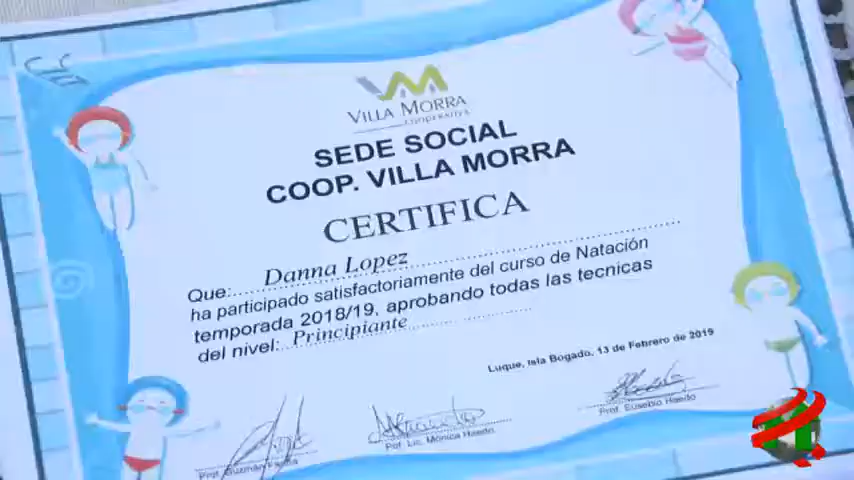 VILLA MORRA
Cooperativa
SEDE SOCIAL
COOP. VILLA MORRA
CERTIFICA
Que: Danna Lopez
ha participado satisfactoriamente del curso de Natación
temporada 2018/19, aprobando todas las tecnicas
del nivel: Principiante
Luque, Isla Bogado, 13 de Febrero de 2019
Prof. Eusebio Haedo
Pof. Lic. Mónica Haedo
Prof. Guzmán